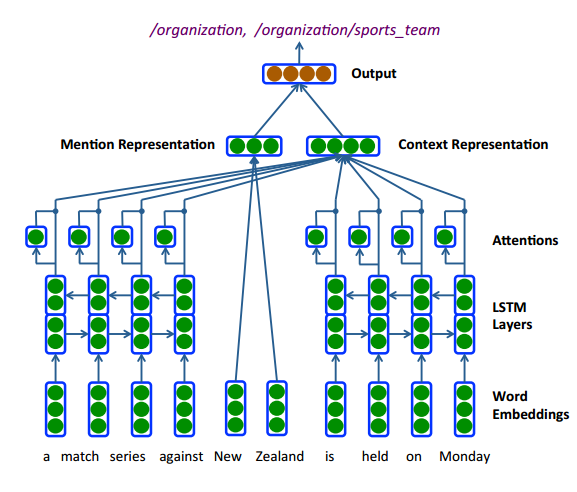 /organization, /organization/sports_team
Output
Mention Representation
Context Representation
Attentions
LSTM
Layers
Word
Embeddings
a match series against New Zealand is held on Monday